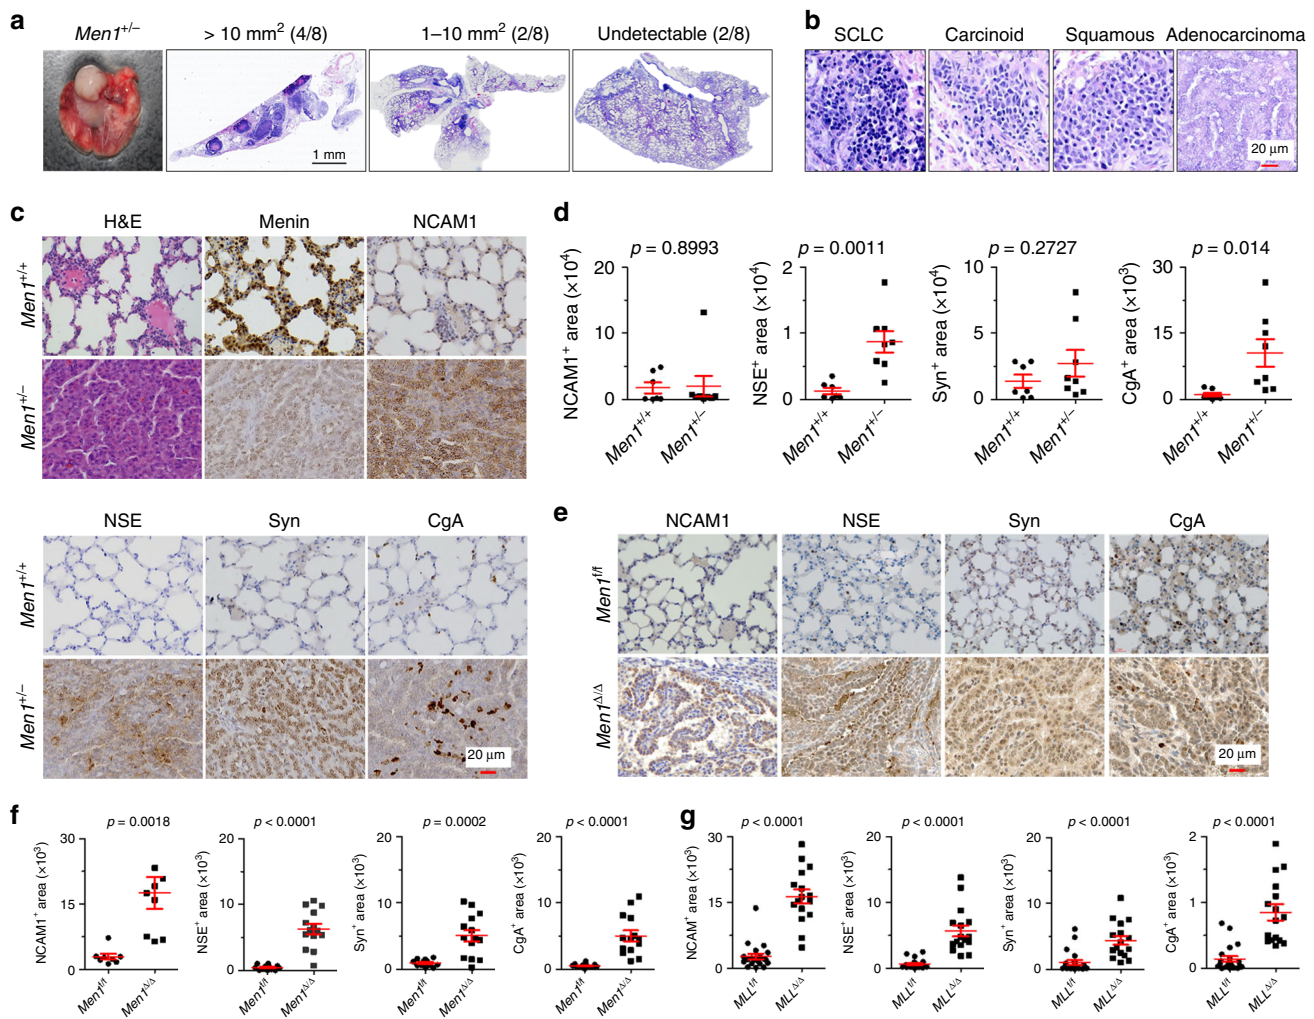 a
Men1+/–
> 10 mm² (4/8)
1–10 mm² (2/8)
Undetectable (2/8)
1 mm
b
SCLC
Carcinoid
Squamous
Adenocarcinoma
20 µm
c
H&E
Menin
NCAM1
Men1+/+
Men1+/–
NSE
Syn
CgA
Men1+/+
Men1+/–
20 µm
d
p = 0.8993
NCAM1+ area (×10⁴)
20
10
0
Men1+/+
Men1+/–
p = 0.0011
NSE+ area (×10⁴)
2
1
0
Men1+/+
Men1+/–
p = 0.2727
Syn+ area (×10⁴)
10
5
0
Men1+/+
Men1+/–
p = 0.014
CgA+ area (×10³)
30
15
0
Men1+/+
Men1+/–
e
NCAM1
NSE
Syn
CgA
Men1f/f
Men1Δ/Δ
20 µm
f
p = 0.0018
NCAM1+ area (×10³)
30
15
0
Men1f/f
Men1Δ/Δ
p < 0.0001
NSE+ area (×10³)
20
10
0
Men1f/f
Men1Δ/Δ
p = 0.0002
Syn+ area (×10³)
20
10
0
Men1f/f
Men1Δ/Δ
p < 0.0001
CgA+ area (×10³)
20
10
0
Men1f/f
Men1Δ/Δ
g
p < 0.0001
NCAM+ area (×10³)
30
15
0
MLLf/f
MLLΔ/Δ
p < 0.0001
NSE+ area (×10³)
20
10
0
MLLf/f
MLLΔ/Δ
p < 0.0001
Syn+ area (×10³)
20
10
0
MLLf/f
MLLΔ/Δ
p < 0.0001
CgA+ area (×10³)
2
1
0
MLLf/f
MLLΔ/Δ